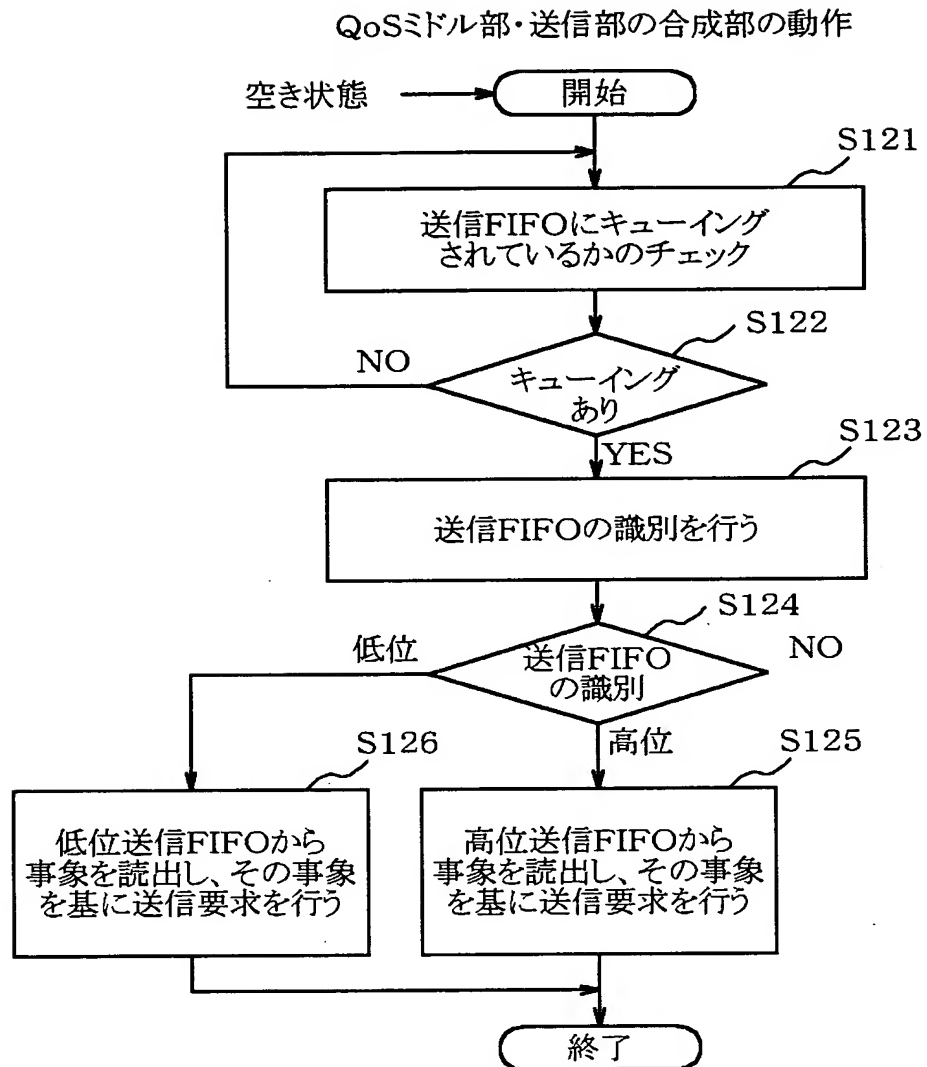 QoSミドル部・送信部の合成部の動作
空き状態
開始
S121
送信FIFOにキューイング
されているかのチェック
S122
NO
キューイング
あり
YES
S123
送信FIFOの識別を行う
S124
低位
送信FIFO
の識別
NO
高位
S126
S125
低位送信FIFOから
事象を読出し、その事象
を基に送信要求を行う
高位送信FIFOから
事象を読出し、その事象
を基に送信要求を行う
終了